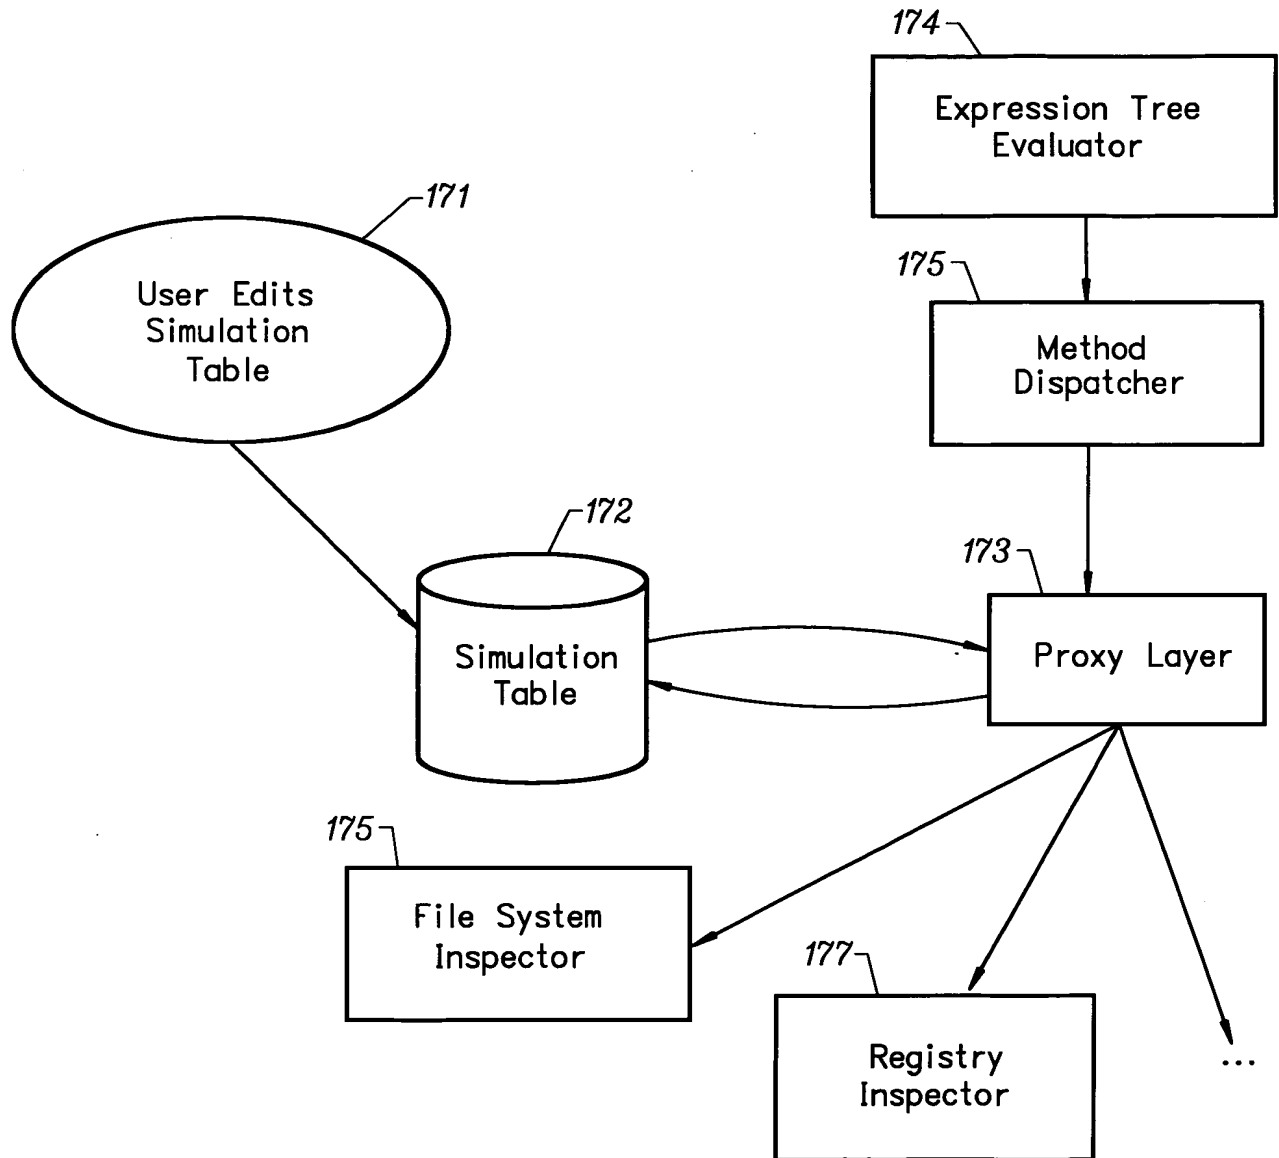 174
Expression Tree
Evaluator
171
User Edits
Simulation
Table
175
Method
Dispatcher
172
Simulation
Table
173
Proxy Layer
175
File System
Inspector
177
Registry
Inspector
...